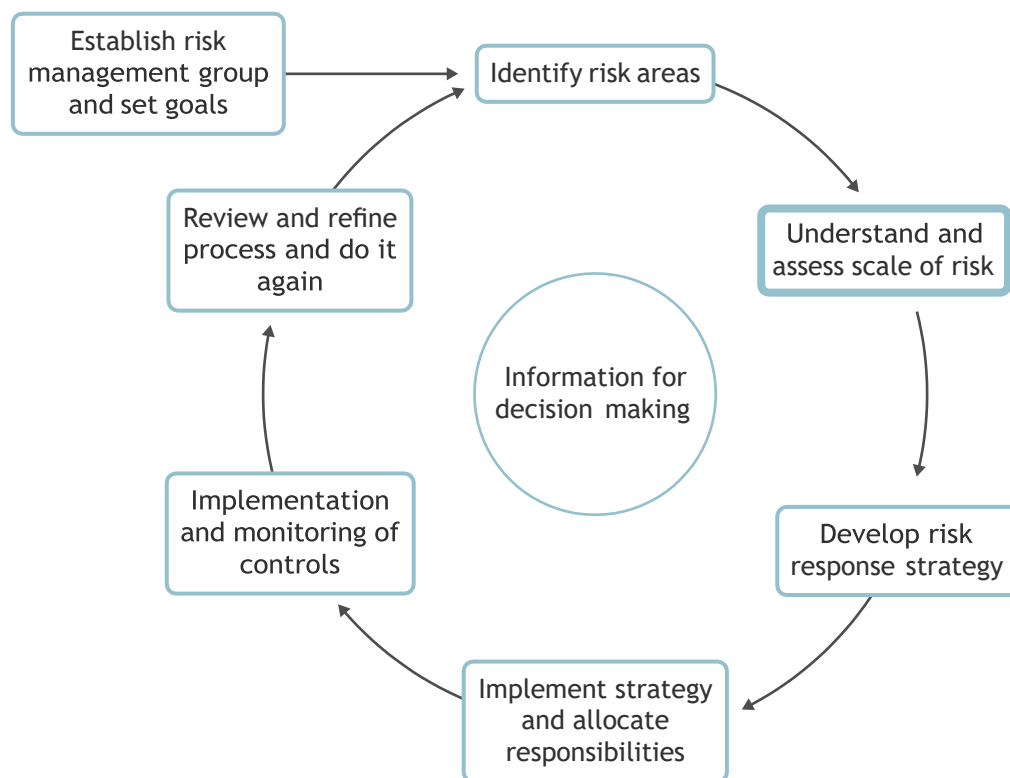 Establish risk
management group
and set goals
Identify risk areas
Understand and
assess scale of risk
Develop risk
response strategy
Implement strategy
and allocate
responsibilities
Implementation
and monitoring of
controls
Review and refine
process and do it
again
Information for
decision making